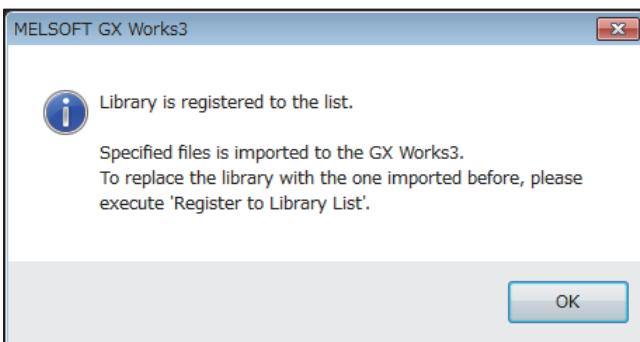 MELSOFT GX Works3
Library is registered to the list.
Specified files is imported to the GX Works3.
To replace the library with the one imported before, please
execute 'Register to Library List'.
OK